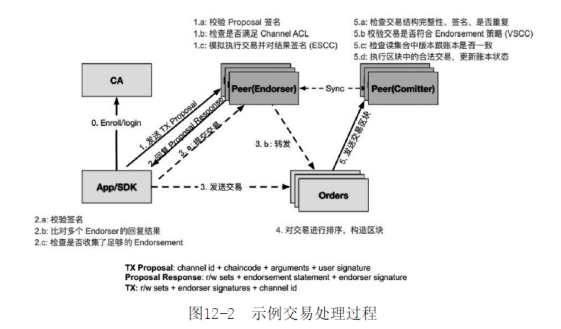 1.a: 校验 Proposal 签名
1.b: 检查是否满足 Channel ACL
1.c: 模拟执行交易并对结果签名 (ESCC)
5.a: 检查交易结构完整性、签名、是否重复
5.b 校验交易是否符合 Endorsement 策略 (VSCC)
5.c: 检查读集合中版本跟账本是否一致
5.d: 执行区块中的合法交易，更新账本状态
CA
Peer(Endorser)
Sync
Peer(Comitter)
0. Enroll/login
1. 发送 TX Proposal
2. 回复 Proposal Response
3. a: 提交交易
3. b: 转发
5. 发送交易区块
App/SDK
3. 发送交易
Orders
2.a: 校验签名
2.b: 比对多个 Endorser的回复结果
2.c: 检查是否收集了足够的 Endorsement
4. 对交易进行排序，构造区块
TX Proposal: channel id + chaincode + arguments + user signature
Proposal Response: r/w sets + endorsement statement + endorser signature
TX: r/w sets + endorser signatures + channel id
图12-2 示例交易处理过程